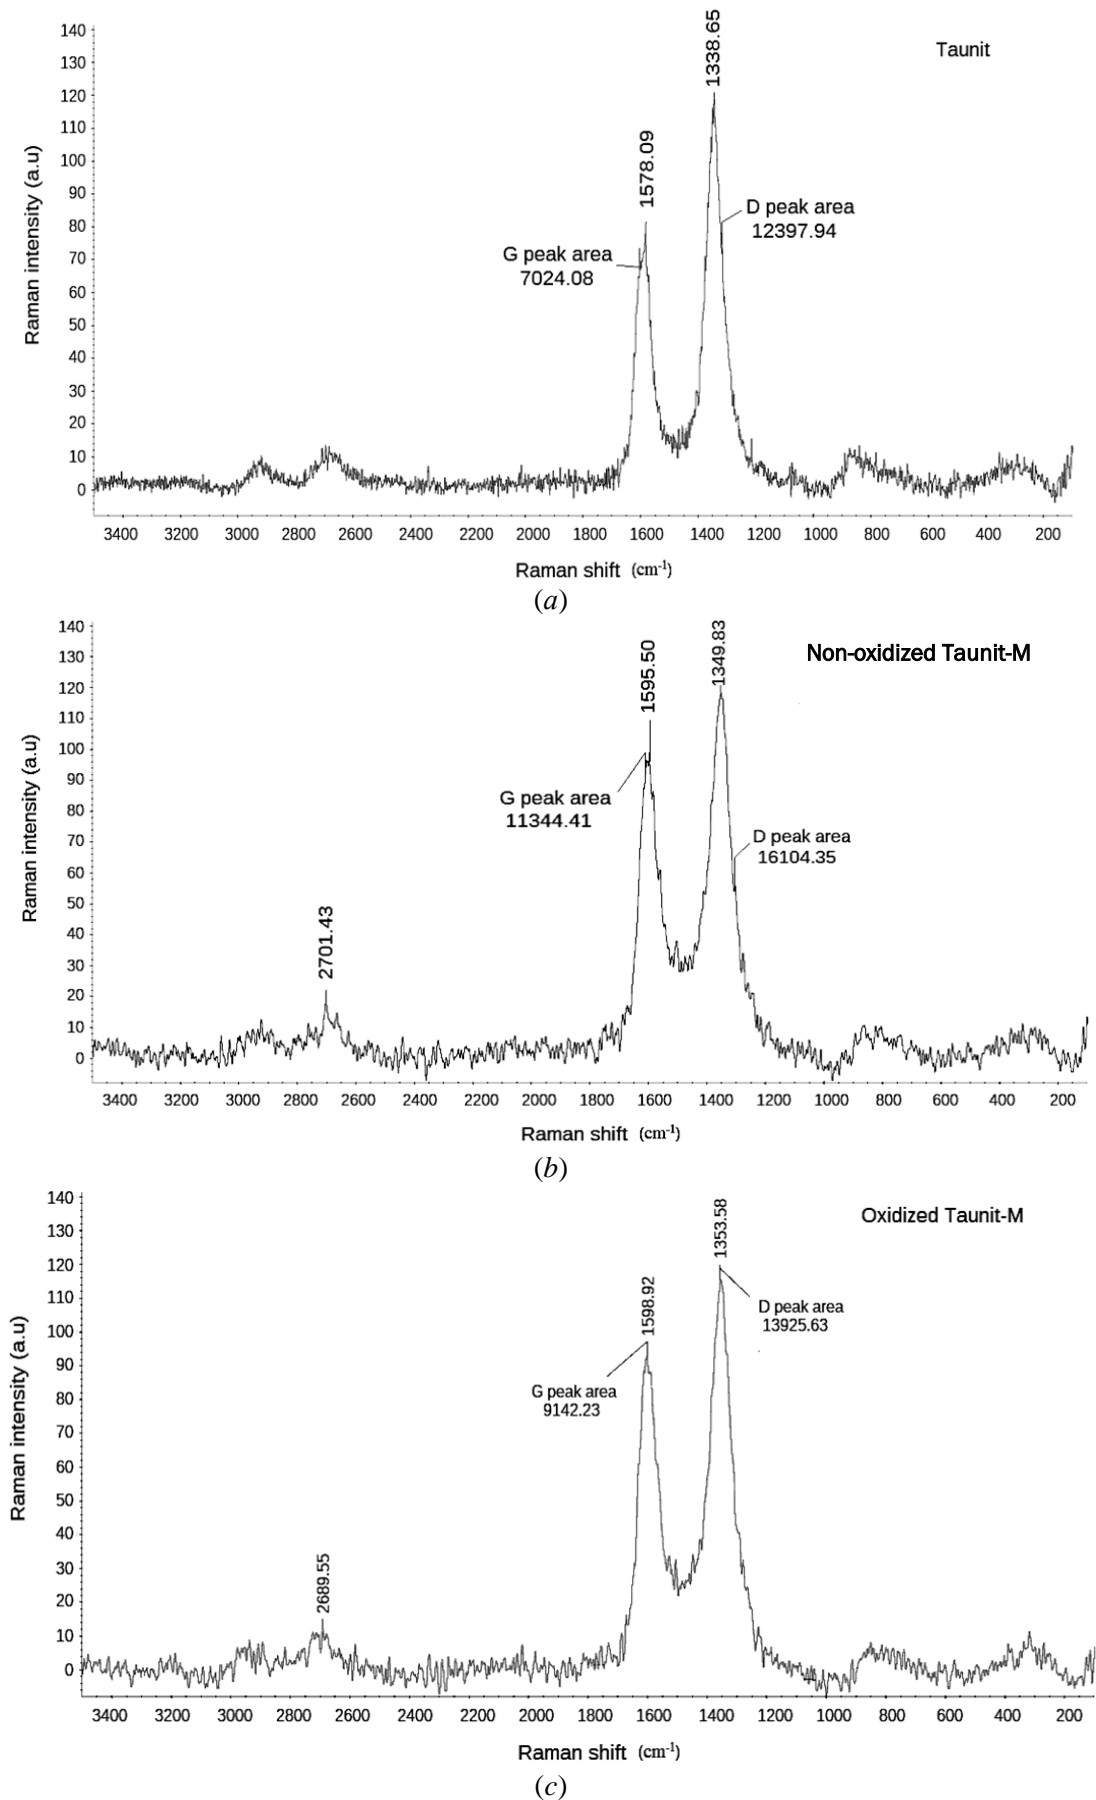 140
130
120
110
100
90
80
70
60
50
40
30
20
10
0
Raman intensity (a.u)
Taunit
1338.65
1578.09
D peak area
12397.94
G peak area
7024.08
3400 3200 3000 2800 2600 2400 2200 2000 1800 1600 1400 1200 1000 800 600 400 200
Raman shift (cm-1)
(a)
140
130
120
110
100
90
80
70
60
50
40
30
20
10
0
Raman intensity (a.u)
Non-oxidized Taunit-M
1349.83
1595.50
G peak area
11344.41
D peak area
16104.35
2701.43
3400 3200 3000 2800 2600 2400 2200 2000 1800 1600 1400 1200 1000 800 600 400 200
Raman shift (cm-1)
(b)
140
130
120
110
100
90
80
70
60
50
40
30
20
10
0
Raman intensity (a.u)
Oxidized Taunit-M
1353.58
1598.92
D peak area
13925.63
G peak area
9142.23
2689.55
3400 3200 3000 2800 2600 2400 2200 2000 1800 1600 1400 1200 1000 800 600 400 200
Raman shift (cm-1)
(c)